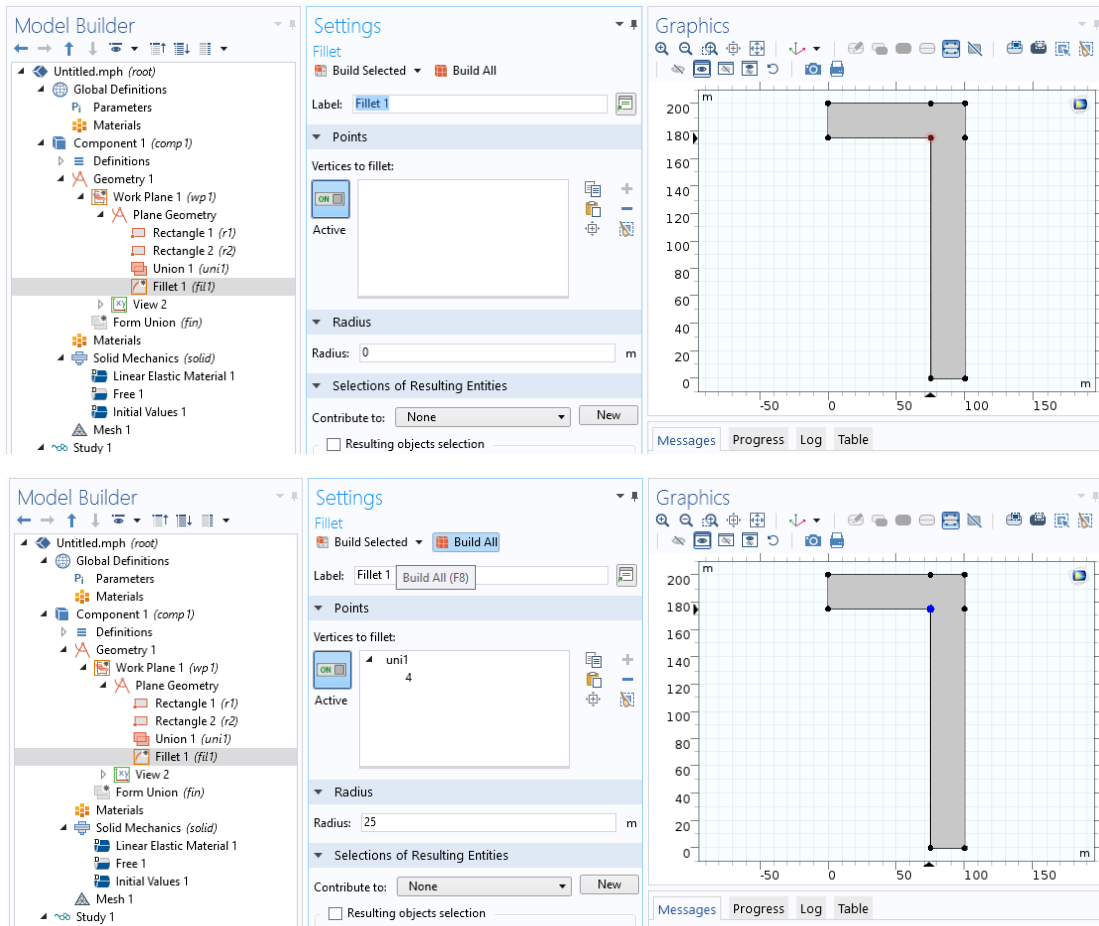 Model Builder
Untitled.mph (root)
Global Definitions
Pi Parameters
Materials
Component 1 (comp1)
Definitions
Geometry 1
Work Plane 1 (wp1)
Plane Geometry
Rectangle 1 (r1)
Rectangle 2 (r2)
Union 1 (uni1)
Fillet 1 (fil1)
xy View 2
Form Union (fin)
Materials
Solid Mechanics (solid)
Linear Elastic Material 1
Free 1
Initial Values 1
Mesh 1
Study 1
Settings
Fillet
Build Selected
Build All
Label: Fillet 1
Points
Vertices to fillet:
ON
Active
Radius
Radius: 0 m
Selections of Resulting Entities
Contribute to: None New
Resulting objects selection
Graphics
m
200
180
160
140
120
100
80
60
40
20
0
m
-50 0 50 100 150
Messages Progress Log Table
Model Builder
Untitled.mph (root)
Global Definitions
Pi Parameters
Materials
Component 1 (comp1)
Definitions
Geometry 1
Work Plane 1 (wp1)
Plane Geometry
Rectangle 1 (r1)
Rectangle 2 (r2)
Union 1 (uni1)
Fillet 1 (fil1)
xy View 2
Form Union (fin)
Materials
Solid Mechanics (solid)
Linear Elastic Material 1
Free 1
Initial Values 1
Mesh 1
Study 1
Settings
Fillet
Build Selected
Build All
Label: Fillet 1
Build All (F8)
Points
Vertices to fillet:
ON
Active
uni1
4
Radius
Radius: 25 m
Selections of Resulting Entities
Contribute to: None New
Resulting objects selection
Graphics
m
200
180
160
140
120
100
80
60
40
20
0
m
-50 0 50 100 150
Messages Progress Log Table